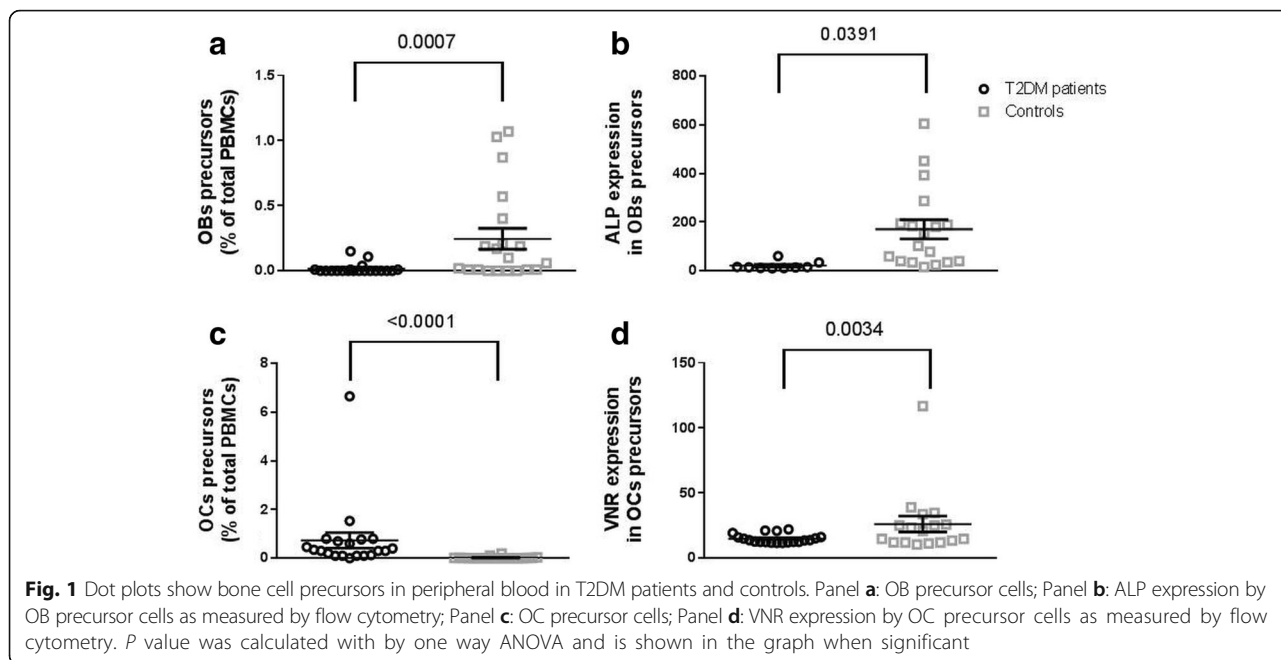 a
0.0007
OBs precursors
(% of total PBMCs)
1.5
1.0
0.5
0.0
b
0.0391
ALP expression
in OBs precursors
800
600
400
200
0
T2DM patients
Controls
c
<0.0001
OCs precursors
(% of total PBMCs)
8
6
4
2
0
d
0.0034
VNR expression
in OCs precursors
150
100
50
0
Fig. 1 Dot plots show bone cell precursors in peripheral blood in T2DM patients and controls. Panel a: OB precursor cells; Panel b: ALP expression by
OB precursor cells as measured by flow cytometry; Panel c: OC precursor cells; Panel d: VNR expression by OC precursor cells as measured by flow
cytometry. P value was calculated with by one way ANOVA and is shown in the graph when significant